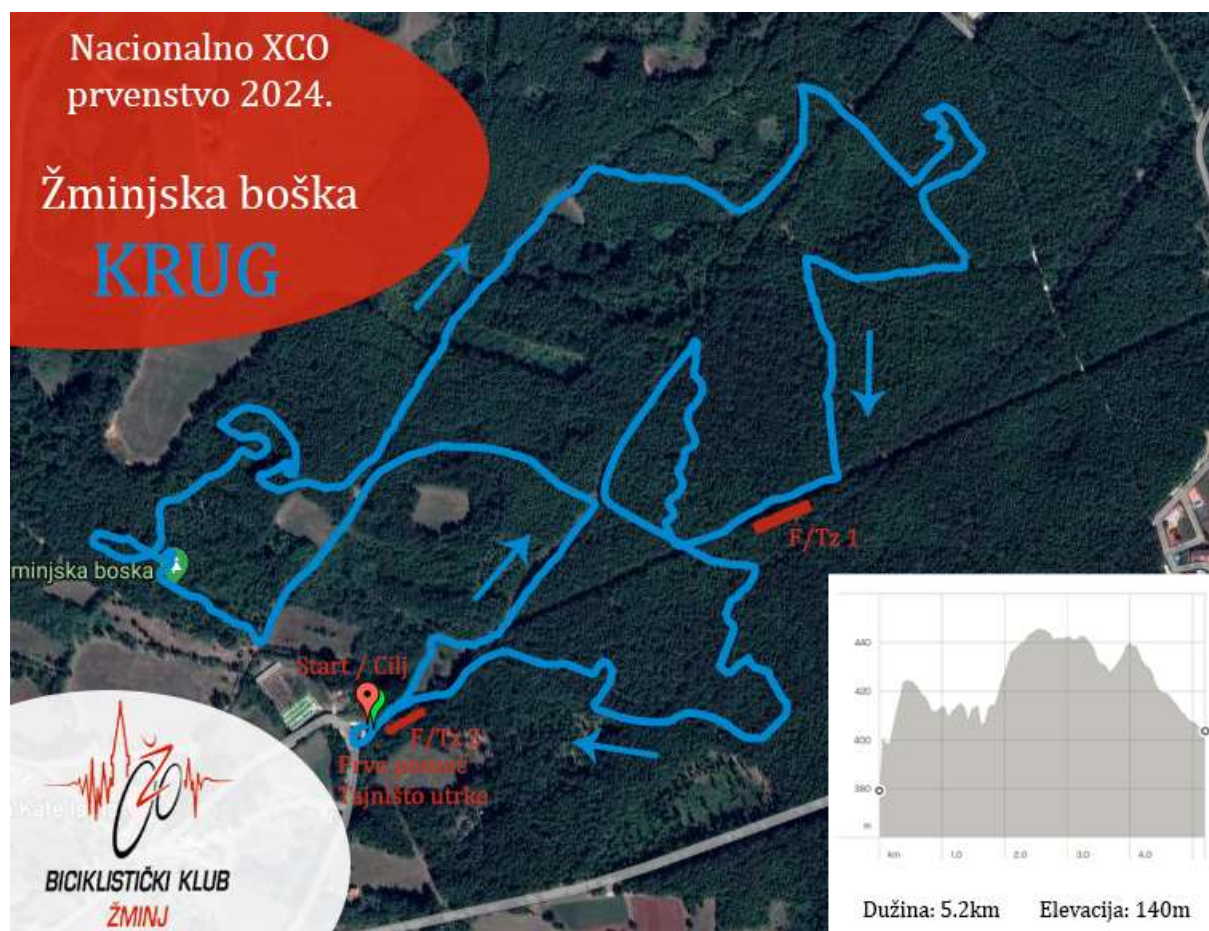 Nacionalno XCO
prvenstvo 2024.
Žminjska boška
KRUG
F/Tz 1
minjska boska
Start / Cilj
F/Tz
Prva pomoć
Tajništo utrke
BICIKLISTIČKI KLUB
ŽMINJ
440
420
400
380
km
1.0
2.0
3.0
4.0
Dužina: 5.2km Elevacija: 140m